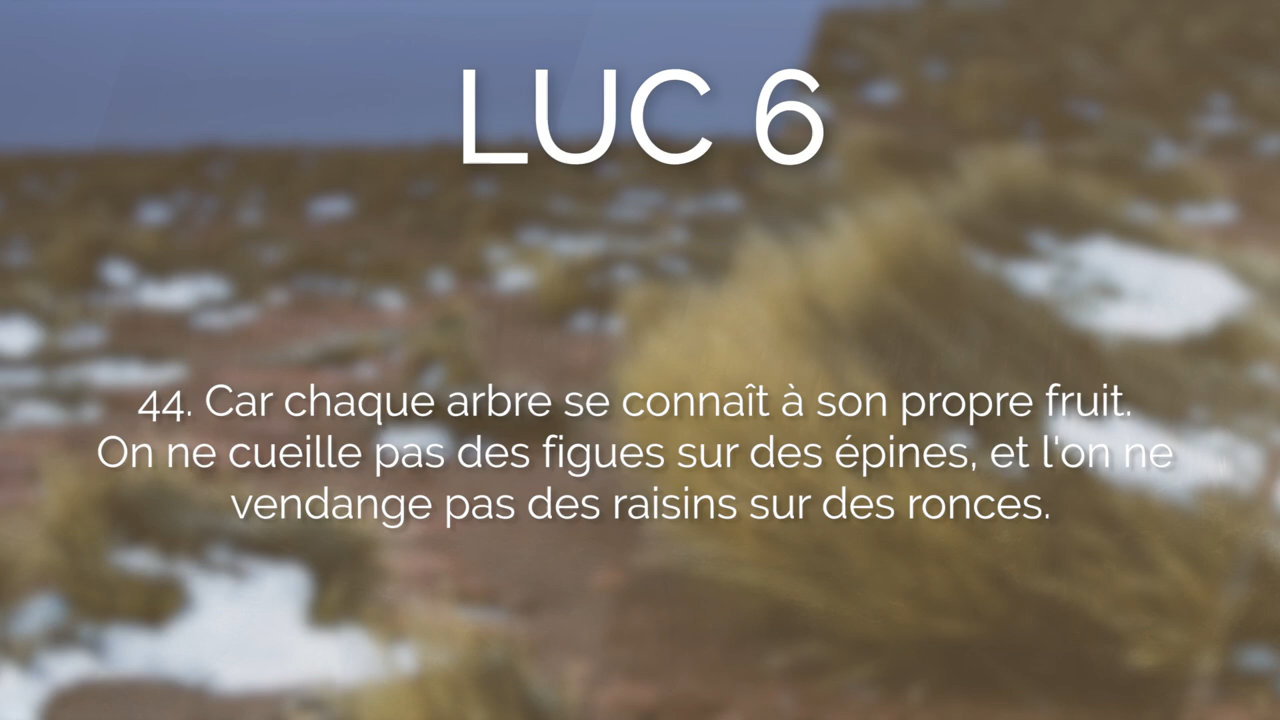 LUC 6
44. Car chaque arbre se connaît à son propre fruit.
On ne cueille pas des figues sur des épines, et l'on ne
vendange pas des raisins sur des ronces.